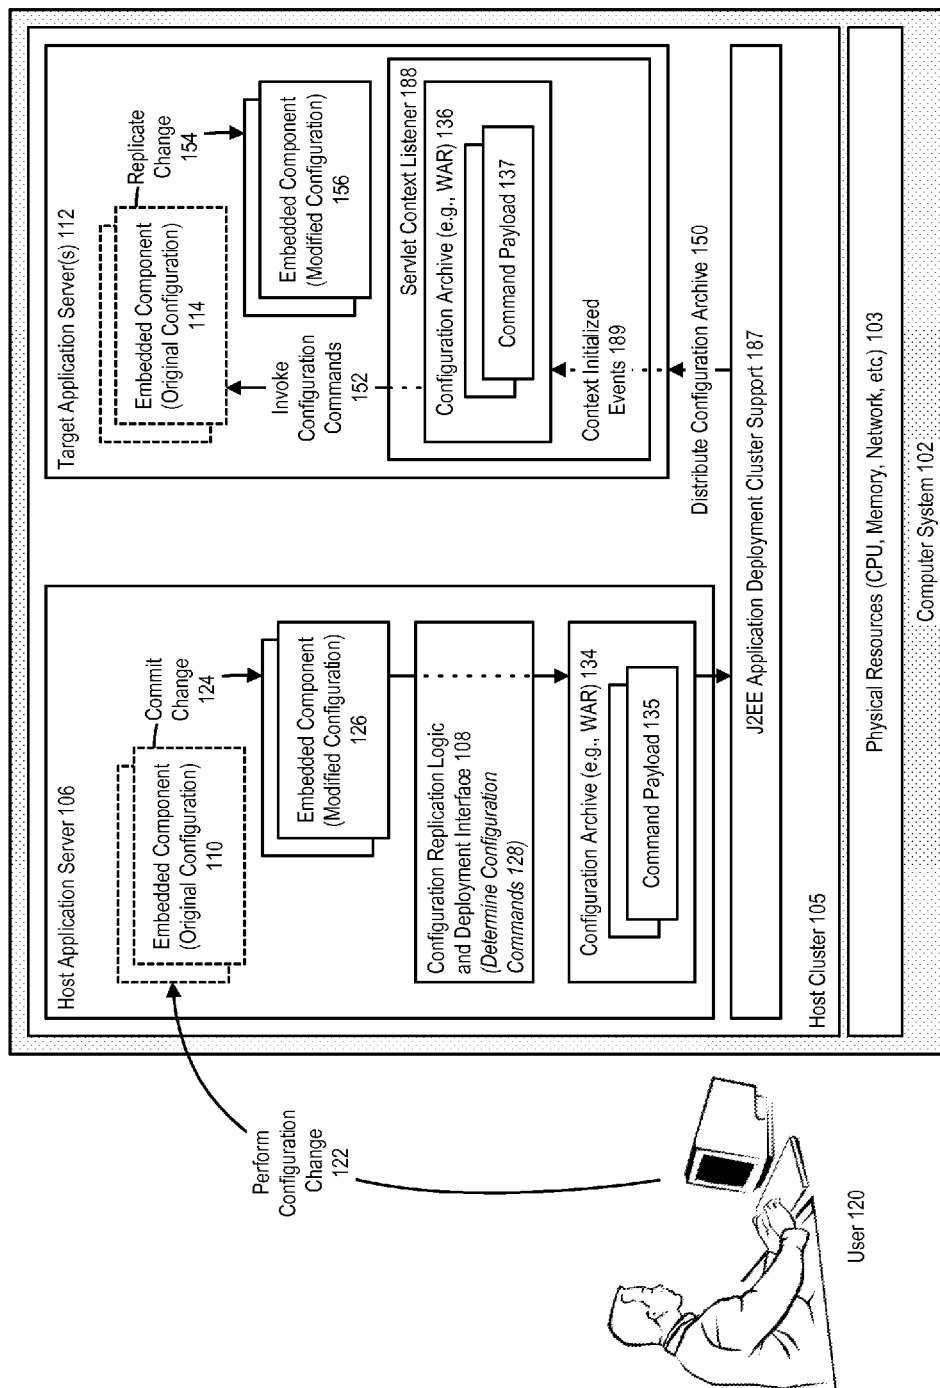 Host Application Server 106
Embedded Component
(Original Configuration)
110
Commit
Change
124
Embedded Component
(Modified Configuration)
126
Configuration Replication Logic
and Deployment Interface 108
(Determine Configuration
Commands 128)
Configuration Archive (e.g., WAR) 134
Command Payload 135
Target Application Server(s) 112
Embedded Component
(Original Configuration)
114
Replicate
Change
154
Embedded Component
(Modified Configuration)
156
Invoke
Configuration
Commands
152
Servlet Context Listener 188
Configuration Archive (e.g., WAR) 136
Command Payload 137
Context Initialized
Events 189
Distribute Configuration Archive 150
J2EE Application Deployment Cluster Support 187
Host Cluster 105
Physical Resources (CPU, Memory, Network, etc.) 103
Computer System 102
Perform
Configuration
Change
122
User 120